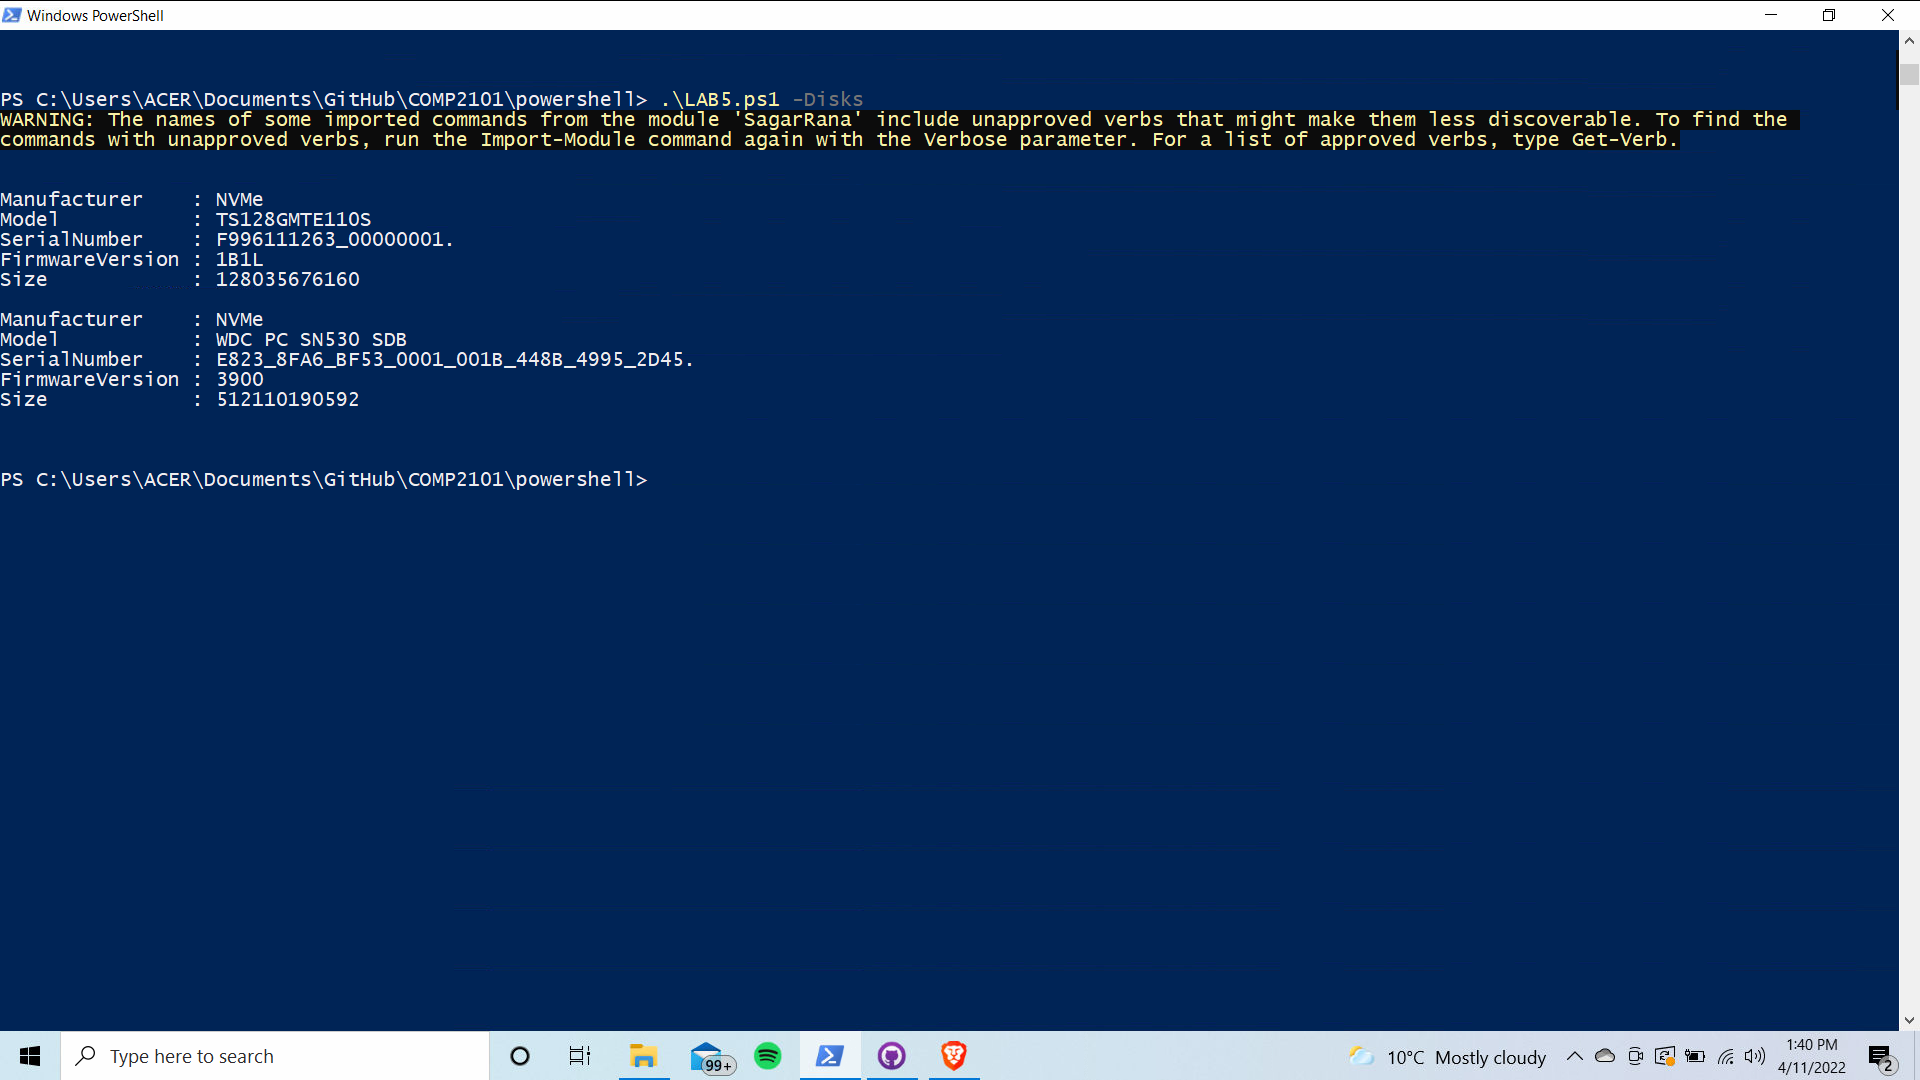 Windows PowerShell
PS C:\Users\ACER\Documents\GitHub\COMP2101\powershell> .\LAB5.ps1 -Disks
WARNING: The names of some imported commands from the module 'SagarRana' include unapproved verbs that might make them less discoverable. To find the
commands with unapproved verbs, run the Import-Module command again with the Verbose parameter. For a list of approved verbs, type Get-Verb.
Manufacturer    : NVMe
Model           : TS128GMTE110S
SerialNumber    : F996111263_00000001.
FirmwareVersion : 1B1L
Size            : 128035676160
Manufacturer    : NVMe
Model           : WDC PC SN530 SDB
SerialNumber    : E823_8FA6_BF53_0001_001B_448B_4995_2D45.
FirmwareVersion : 3900
Size            : 512110190592
PS C:\Users\ACER\Documents\GitHub\COMP2101\powershell>
Type here to search
99+
10°C Mostly cloudy
1:40 PM
4/11/2022
2